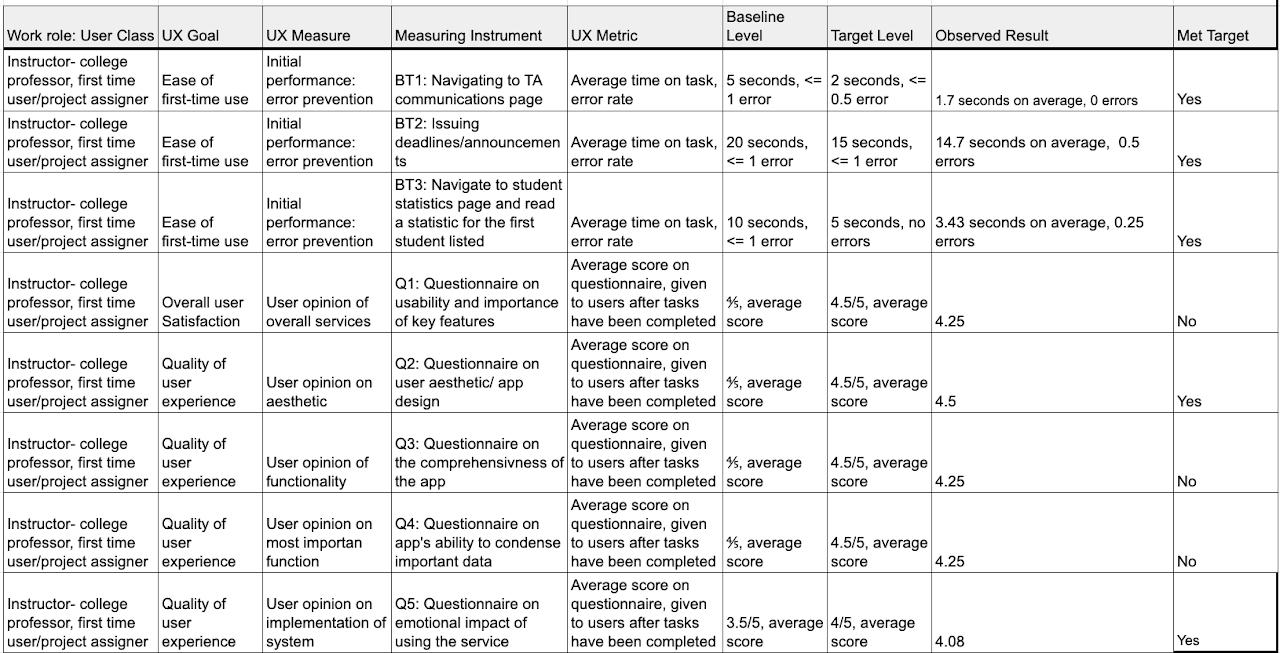 Work role: User Class
UX Goal
UX Measure
Measuring Instrument
UX Metric
Baseline
Level
Target Level
Observed Result
Met Target
Instructor- college
professor, first time
user/project assigner
Ease of
first-time use
Initial
performance:
error prevention
BT1: Navigating to TA
communications page
Average time on task,
error rate
5 seconds, <=
1 error
2 seconds, <=
0.5 error
1.7 seconds on average, 0 errors
Yes
Instructor- college
professor, first time
user/project assigner
Ease of
first-time use
Initial
performance:
error prevention
BT2: Issuing
deadlines/announcemen
ts
Average time on task,
error rate
20 seconds,
<= 1 error
15 seconds,
<= 1 error
14.7 seconds on average,  0.5
errors
Yes
Instructor- college
professor, first time
user/project assigner
Ease of
first-time use
Initial
performance:
error prevention
BT3: Navigate to student
statistics page and read
a statistic for the first
student listed
Average time on task,
error rate
10 seconds,
<= 1 error
5 seconds, no
errors
3.43 seconds on average, 0.25
errors
Yes
Instructor- college
professor, first time
user/project assigner
Overall user
Satisfaction
User opinion of
overall services
Q1: Questionnaire on
usability and importance
of key features
Average score on
questionnaire, given
to users after tasks
have been completed
⅘, average
score
4.5/5, average
score
4.25
No
Instructor- college
professor, first time
user/project assigner
Quality of
user
experience
User opinion on
aesthetic
Q2: Questionnaire on
user aesthetic/ app
design
Average score on
questionnaire, given
to users after tasks
have been completed
⅘, average
score
4.5/5, average
score
4.5
Yes
Instructor- college
professor, first time
user/project assigner
Quality of
user
experience
User opinion of
functionality
Q3: Questionnaire on
the comprehensivness of
the app
Average score on
questionnaire, given
to users after tasks
have been completed
⅘, average
score
4.5/5, average
score
4.25
No
Instructor- college
professor, first time
user/project assigner
Quality of
user
experience
User opinion on
most importan
function
Q4: Questionnaire on
app's ability to condense
important data
Average score on
questionnaire, given
to users after tasks
have been completed
⅘, average
score
4.5/5, average
score
4.25
No
Instructor- college
professor, first time
user/project assigner
Quality of
user
experience
User opinion on
implementation of
system
Q5: Questionnaire on
emotional impact of
using the service
Average score on
questionnaire, given
to users after tasks
have been completed
3.5/5, average
score
4/5, average
score
4.08
Yes